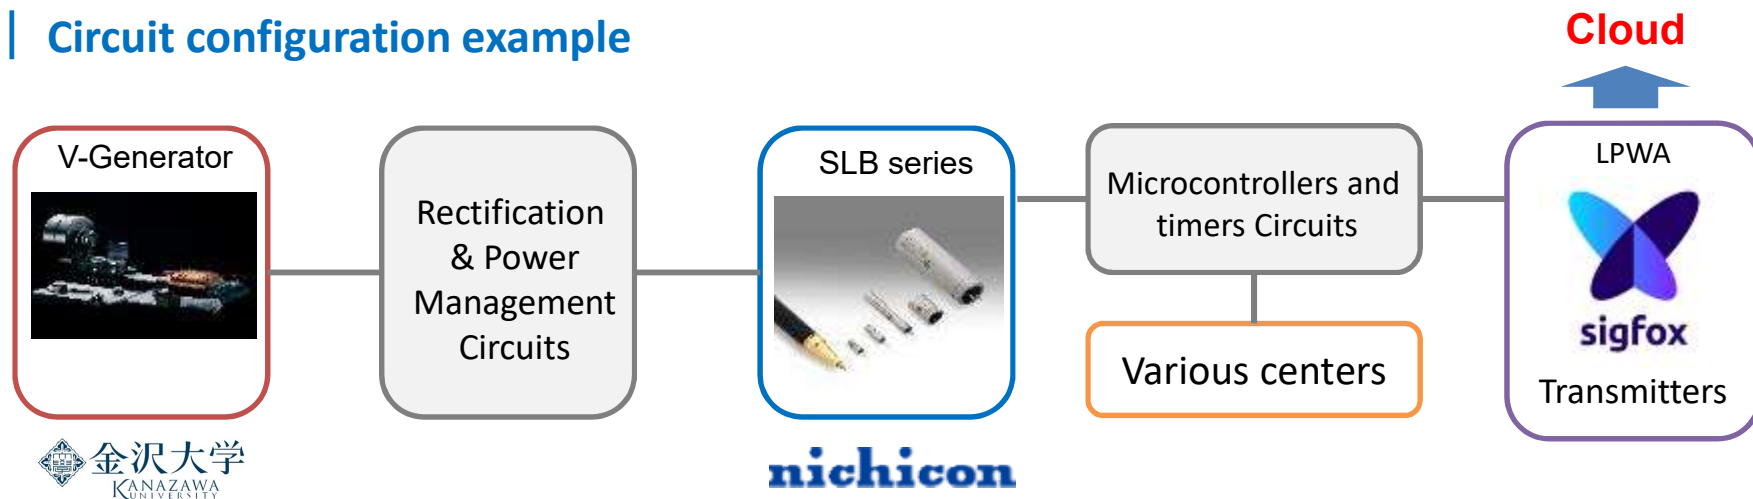 Circuit configuration example
Cloud
V-Generator
Rectification
& Power
Management
Circuits
SLB series
Microcontrollers and
timers Circuits
Various centers
LPWA
sigfox
Transmitters
金沢大学
KANAZAWA
UNIVERSITY
nichicon